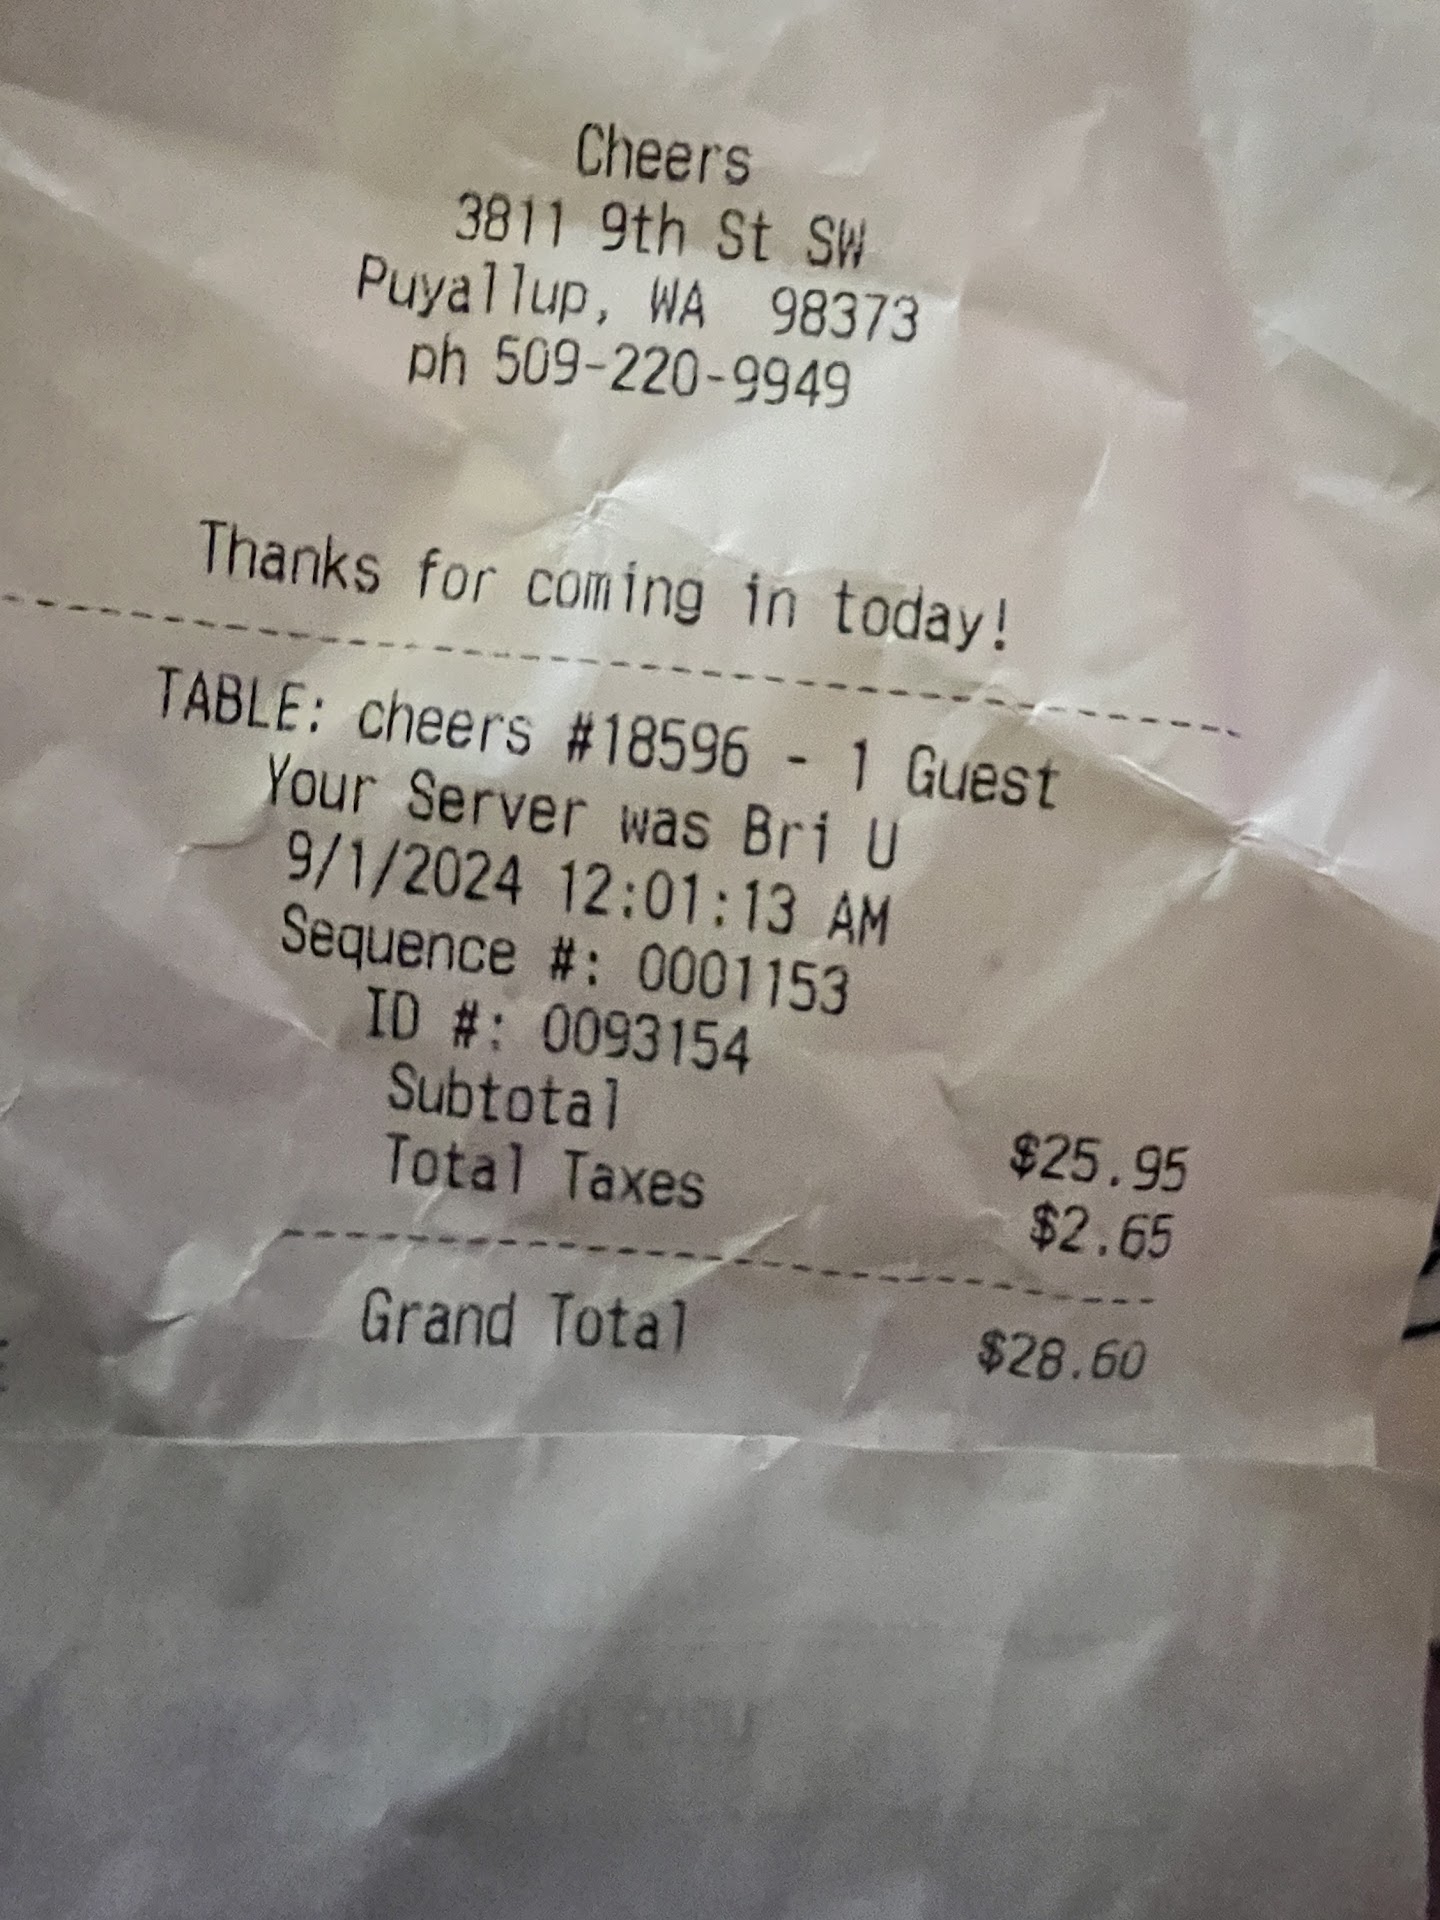 Cheers
3811 9th St SW
Puyallup, WA 98373
ph 509-220-9949
Thanks for coming in today!
TABLE: cheers #18596 - 1 Guest
Your Server was Bri U
9/1/2024 12:01:13 AM
Sequence #: 0001153
ID #: 0093154
Subtotal $25.95
Total Taxes $2.65
Grand Total $28.60